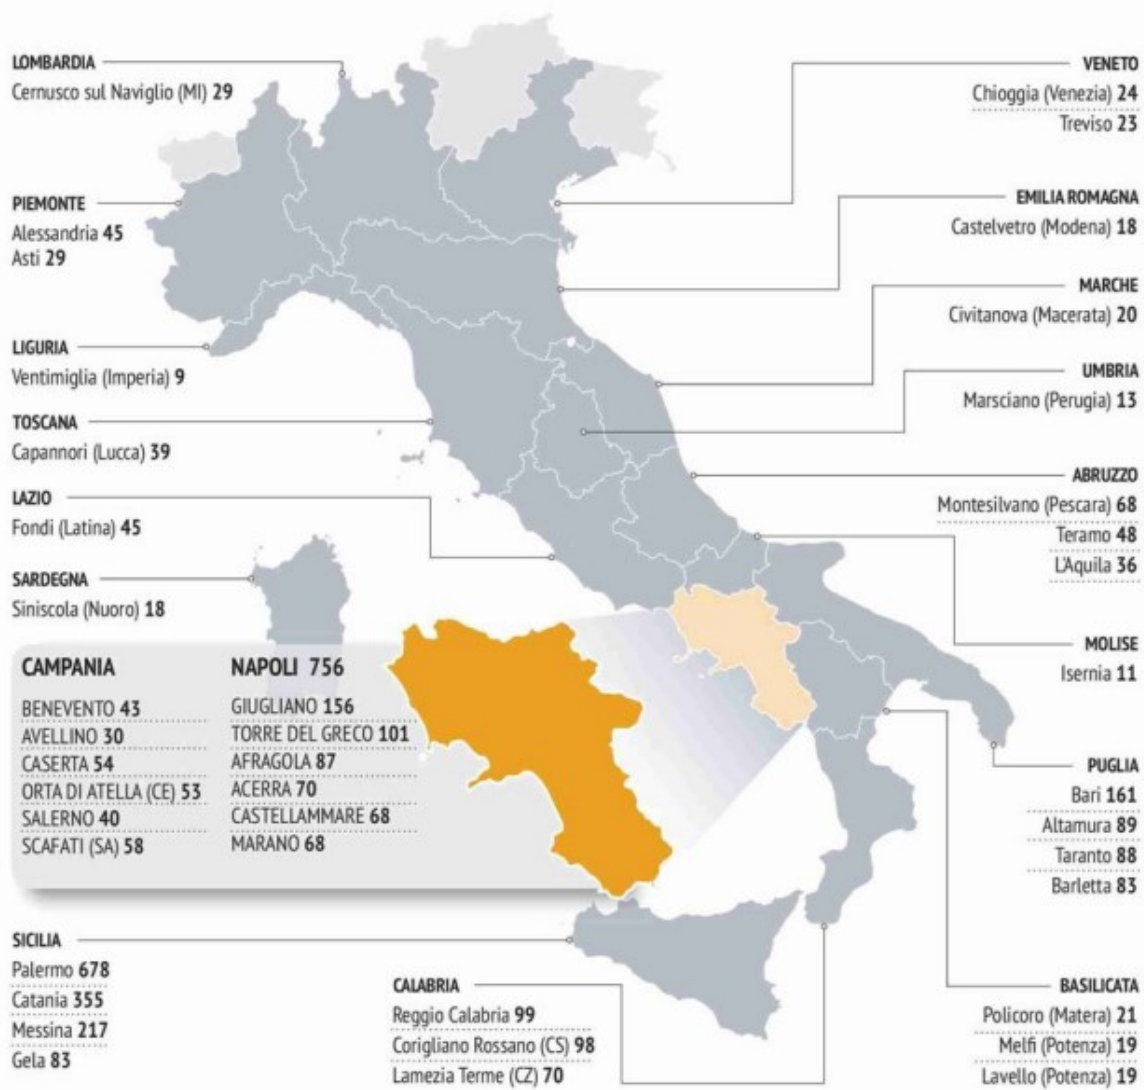 LOMBARDIA
Cernusco sul Naviglio (MI) 29
PIEMONTE
Alessandria 45
Asti 29
LIGURIA
Ventimiglia (Imperia) 9
TOSCANA
Capannori (Lucca) 39
LAZIO
Fondi (Latina) 45
SARDEGNA
Siniscola (Nuoro) 18
CAMPANIA
BENEVENTO 43
AVELLINO 30
CASERTA 54
ORTA DI ATELLA (CE) 53
SALERNO 40
SCAFATI (SA) 58
NAPOLI 756
GIUGLIANO 156
TORRE DEL GRECO 101
AFRAGOLA 87
ACERRA 70
CASTELLAMMARE 68
MARANO 68
SICILIA
Palermo 678
Catania 355
Messina 217
Gela 83
CALABRIA
Reggio Calabria 99
Corigliano Rossano (CS) 98
Lamezia Terme (CZ) 70
VENETO
Chioggia (Venezia) 24
Treviso 23
EMILIA ROMAGNA
Castelvetro (Modena) 18
MARCHE
Civitanova (Macerata) 20
UMBRIA
Marsciano (Perugia) 13
ABRUZZO
Montesilvano (Pescara) 68
Teramo 48
L'Aquila 36
MOLISE
Isernia 11
PUGLIA
Bari 161
Altamura 89
Taranto 88
Barletta 83
BASILICATA
Policoro (Matera) 21
Melfi (Potenza) 19
Lavello (Potenza) 19